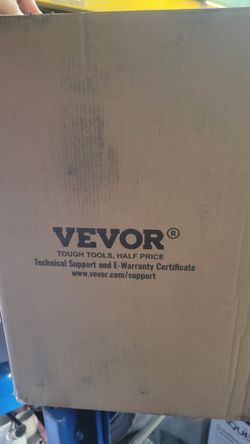 VEVOR®
TOUGH TOOLS, HALF PRICE
Technical Support and E-Warranty Certificate
www.vevor.com/support